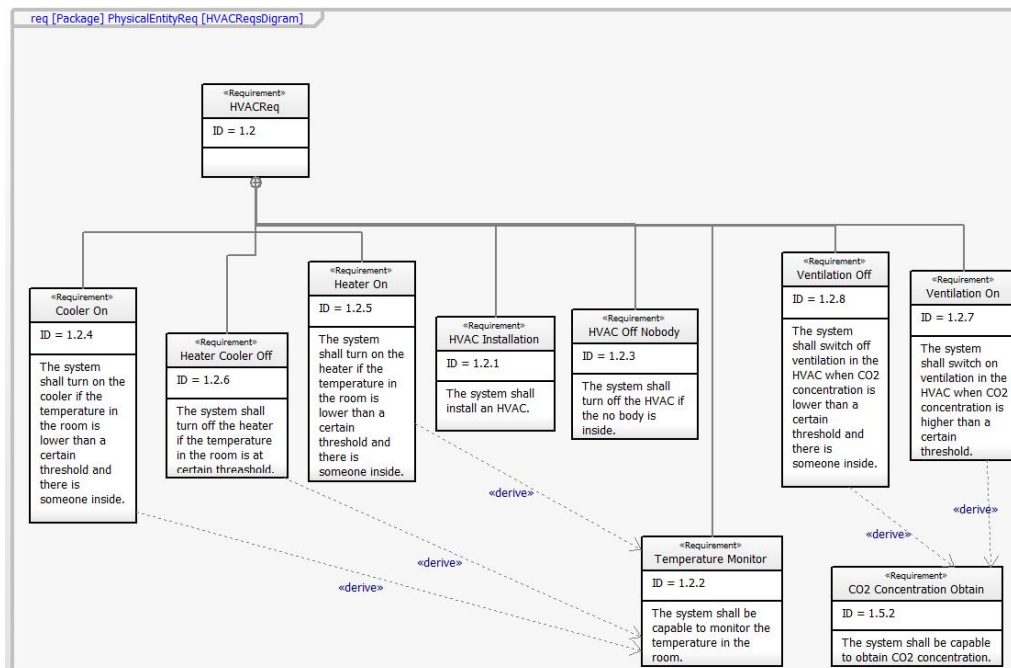 req [Package] PhysicalEntityReq [HVACReqsDigram]
«Requirement»
HVACReq
ID = 1.2
«Requirement»
Cooler On
ID = 1.2.4
The system
shall turn on the
cooler if the
temperature in
the room is
lower than a
certain
threshold and
there is
someone inside.
«Requirement»
Heater Cooler Off
ID = 1.2.6
The system shall
turn off the heater
if the temperature
in the room is at
certain threashold.
«Requirement»
Heater On
ID = 1.2.5
The system
shall turn on the
heater if the
temperature in
the room is
lower than a
certain
threshold and
there is
someone inside.
«Requirement»
HVAC Installation
ID = 1.2.1
The system shall
install an HVAC.
«Requirement»
HVAC Off Nobody
ID = 1.2.3
The system shall
turn off the HVAC if
the no body is
inside.
«Requirement»
Ventilation Off
ID = 1.2.8
The system
shall switch off
ventilation in the
HVAC when CO2
concentration is
lower than a
certain
threshold and
there is
someone inside.
«Requirement»
Ventilation On
ID = 1.2.7
The system
shall switch on
ventilation in the
HVAC when CO2
concentration is
higher than a
certain
threshold.
«derive»
«derive»
«derive»
«derive»
«derive»
«Requirement»
Temperature Monitor
ID = 1.2.2
The system shall be
capable to monitor the
temperature in the
room.
«Requirement»
CO2 Concentration Obtain
ID = 1.5.2
The system shall be capable
to obtain CO2 concentration.